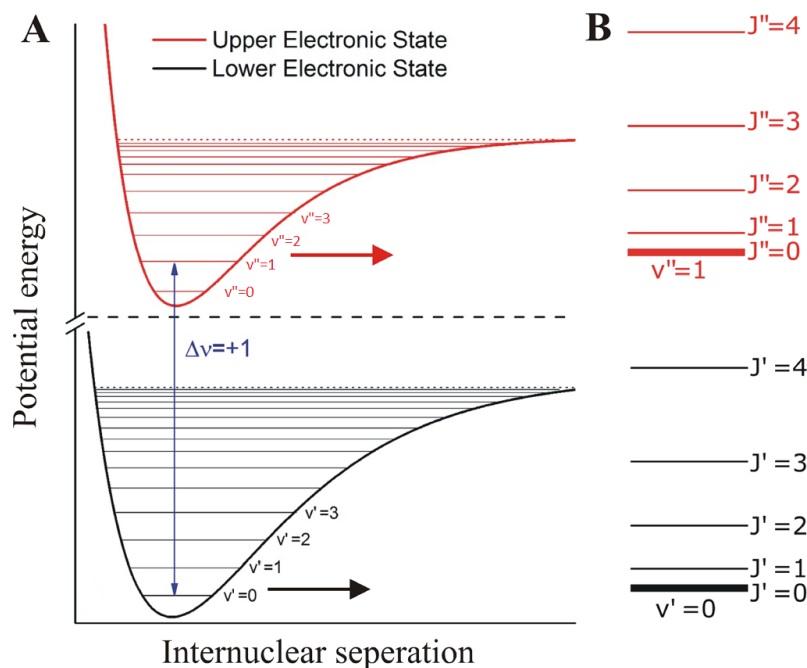 A
Upper Electronic State
Lower Electronic State
v"=3
v"=2
v"=1
v"=0
Δν=+1
v'=3
v'=2
v'=1
v'=0
Potential energy
Internuclear seperation
B
J"=4
J"=3
J"=2
J"=1
J"=0
v"=1
J'=4
J'=3
J'=2
J'=1
J'=0
v'=0